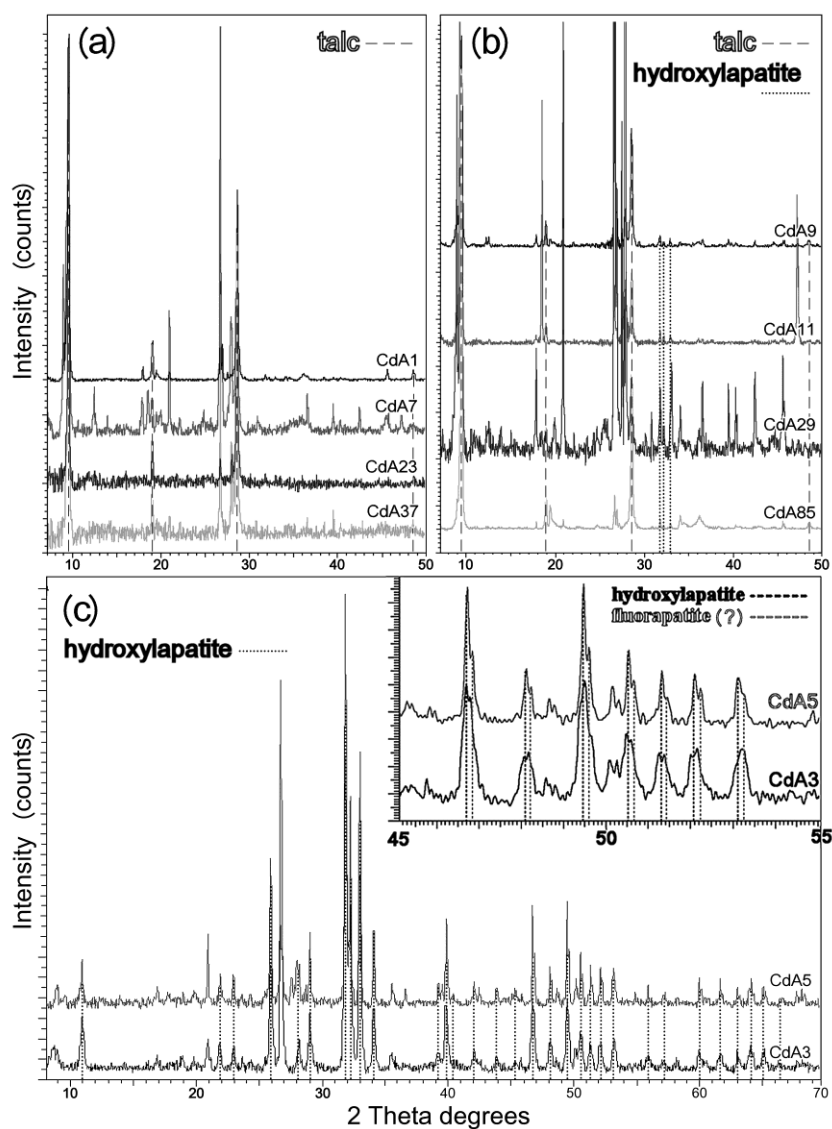 (a)
talc
Intensity (counts)
CdA1
CdA7
CdA23
CdA37
10 20 30 40 50
(b)
talc
hydroxylapatite
CdA9
CdA11
CdA29
CdA85
10 20 30 40 50
(c)
hydroxylapatite
Intensity (counts)
hydroxylapatite
fluorapatite (?)
CdA5
CdA3
45 50 55
CdA5
CdA3
10 20 30 40 50 60 70
2 Theta degrees